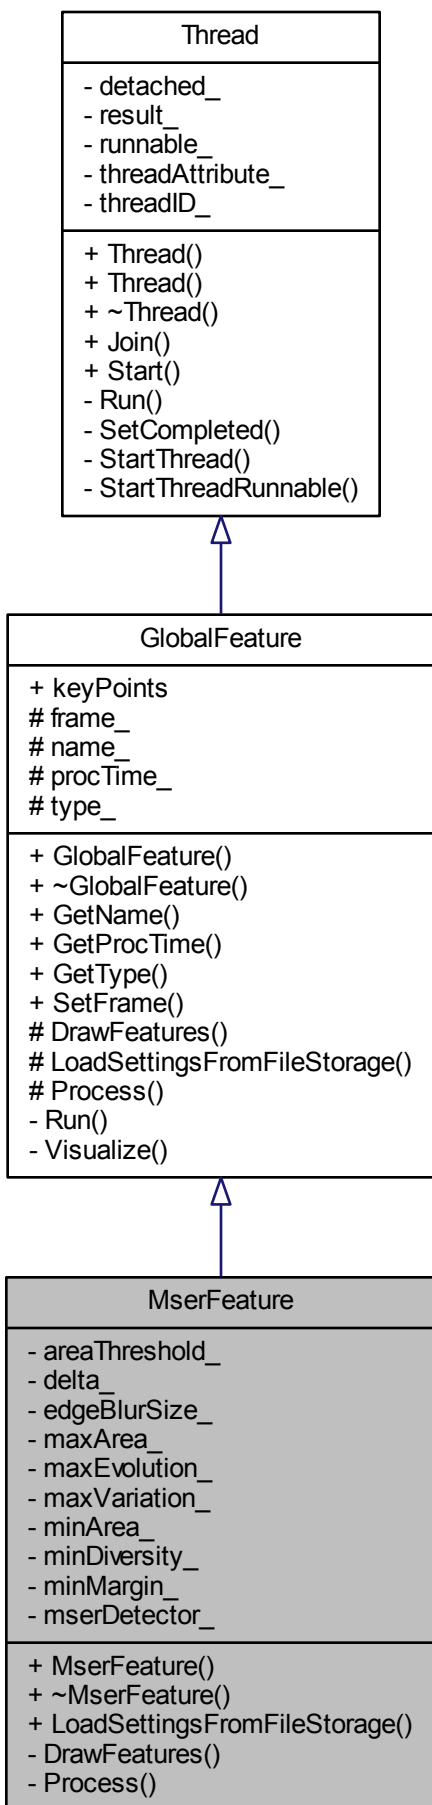 Thread
- detached_
- result_
- runnable_
- threadAttribute_
- threadID_
+ Thread()
+ Thread()
+ ~Thread()
+ Join()
+ Start()
- Run()
- SetCompleted()
- StartThread()
- StartThreadRunnable()
GlobalFeature
+ keyPoints
# frame_
# name_
# procTime_
# type_
+ GlobalFeature()
+ ~GlobalFeature()
+ GetName()
+ GetProcTime()
+ GetType()
+ SetFrame()
# DrawFeatures()
# LoadSettingsFromFileStorage()
# Process()
- Run()
- Visualize()
MserFeature
- areaThreshold_
- delta_
- edgeBlurSize_
- maxArea_
- maxEvolution_
- maxVariation_
- minArea_
- minDiversity_
- minMargin_
- mserDetector_
+ MserFeature()
+ ~MserFeature()
+ LoadSettingsFromFileStorage()
- DrawFeatures()
- Process()